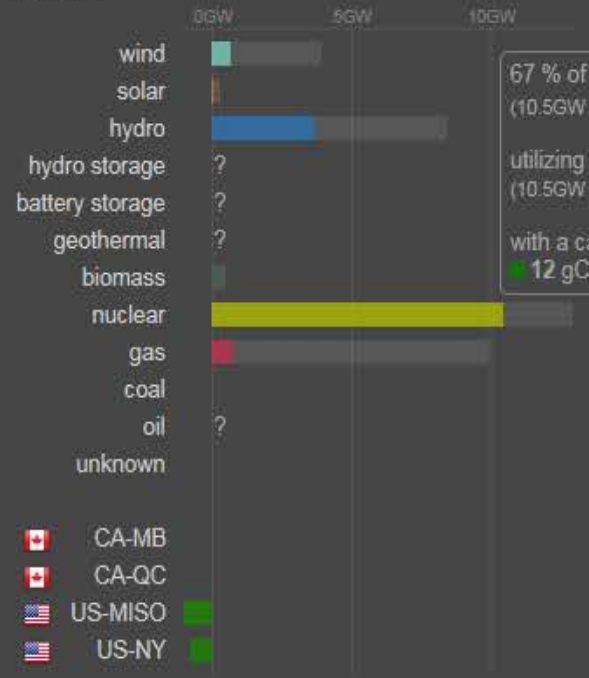 0GW 5GW 10GW
wind
solar
hydro
hydro storage ?
battery storage ?
geothermal ?
biomass
nuclear
gas
coal
oil ?
unknown
67 % of
(10.5GW
utilizing
(10.5GW
with a ca
12 gC
CA-MB
CA-QC
US-MISO
US-NY